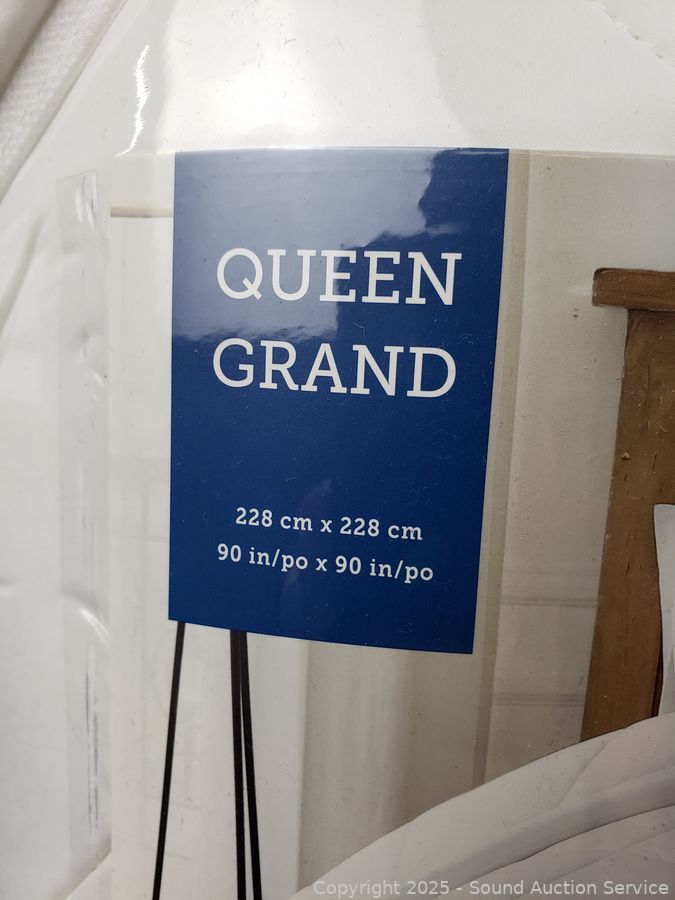 QUEEN
GRAND
228 cm x 228 cm
90 in/po x 90 in/po
Copyright 2025 - Sound Auction Service